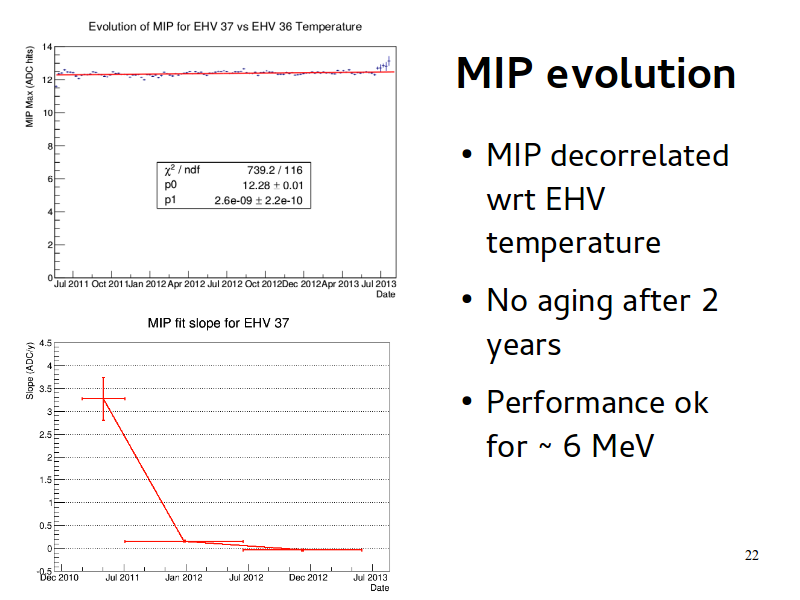 Evolution of MIP for EHV 37 vs EHV 36 Temperature
MIP Max (ADC hits)
14
12
10
8
6
4
2
0
χ² / ndf 739.2 / 116
p0 12.28 ± 0.01
p1 2.6e-09 ± 2.2e-10
Jul 2011 Oct 2011 Jan 2012 Apr 2012 Jul 2012 Oct 2012 Dec 2012 Apr 2013 Jul 2013
Date
MIP fit slope for EHV 37
Slope (ADC/y)
4.5
4
3.5
3
2.5
2
1.5
1
0.5
0
-0.5
Dec 2010 Jul 2011 Jan 2012 Jul 2012 Dec 2012 Jul 2013
Date
MIP evolution
• MIP decorrelated
wrt EHV
temperature
• No aging after 2
years
• Performance ok
for ~ 6 MeV
22